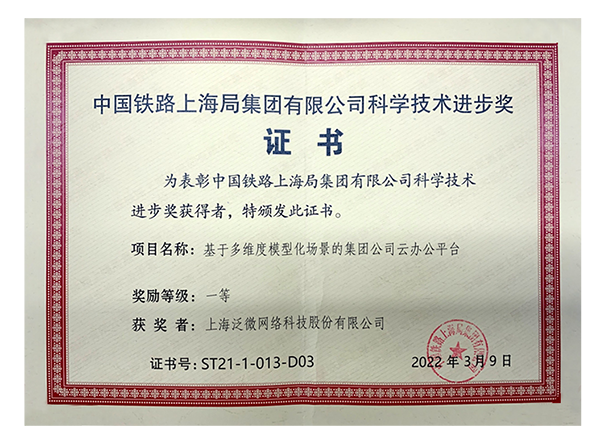 中国铁路上海局集团有限公司科学技术进步奖
证书
为表彰中国铁路上海局集团有限公司科学技术
进步奖获得者，特颁发此证书。
项目名称：基于多维度模型化场景的集团公司云办公平台
奖励等级：一等
获奖者：上海泛微网络科技股份有限公司
证书号：ST21-1-013-D03
2022年3月9日